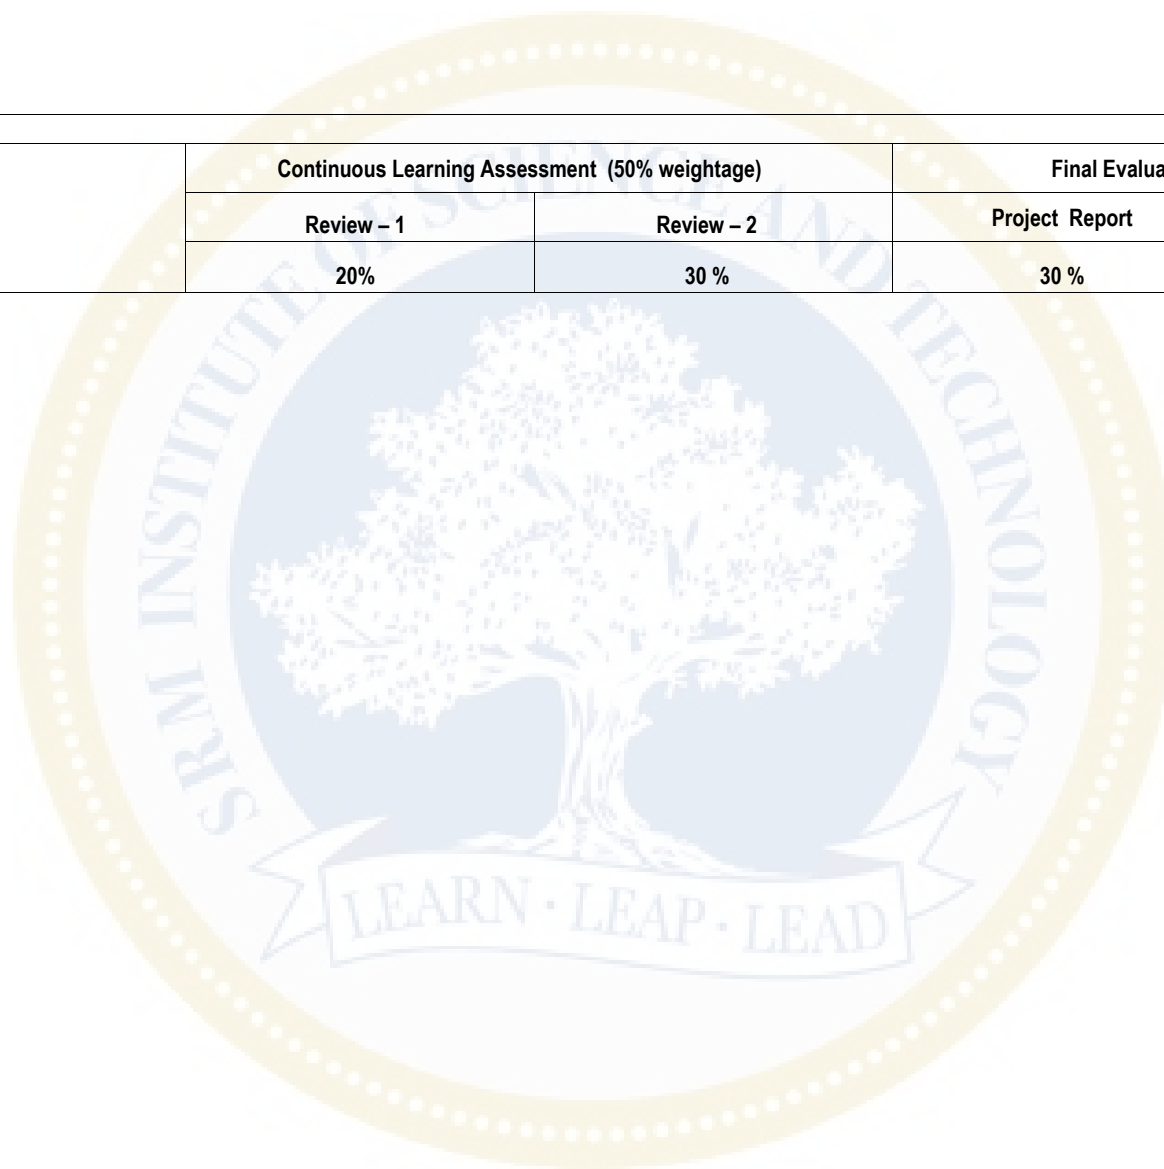 Continuous Learning Assessment (50% weightage)
Final Evalua
Review – 1
Review – 2
Project Report
20%
30 %
30 %
SRM INSTITUTE OF SCIENCE AND TECHNOLOGY
LEARN · LEAP · LEAD